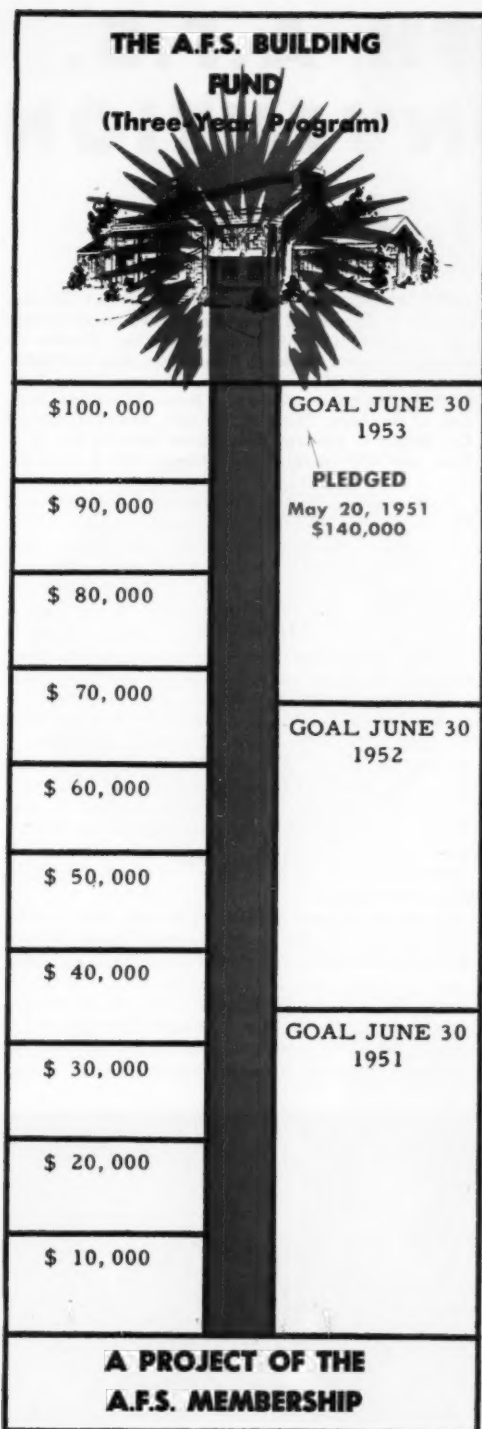 THE A.F.S. BUILDING
FUND
(Three-Year Program)
$100,000
GOAL JUNE 30
1953
PLEDGED
May 20, 1951
$140,000
$ 90,000
$ 80,000
$ 70,000
GOAL JUNE 30
1952
$ 60,000
$ 50,000
$ 40,000
GOAL JUNE 30
1951
$ 30,000
$ 20,000
$ 10,000
A PROJECT OF THE
A.F.S. MEMBERSHIP